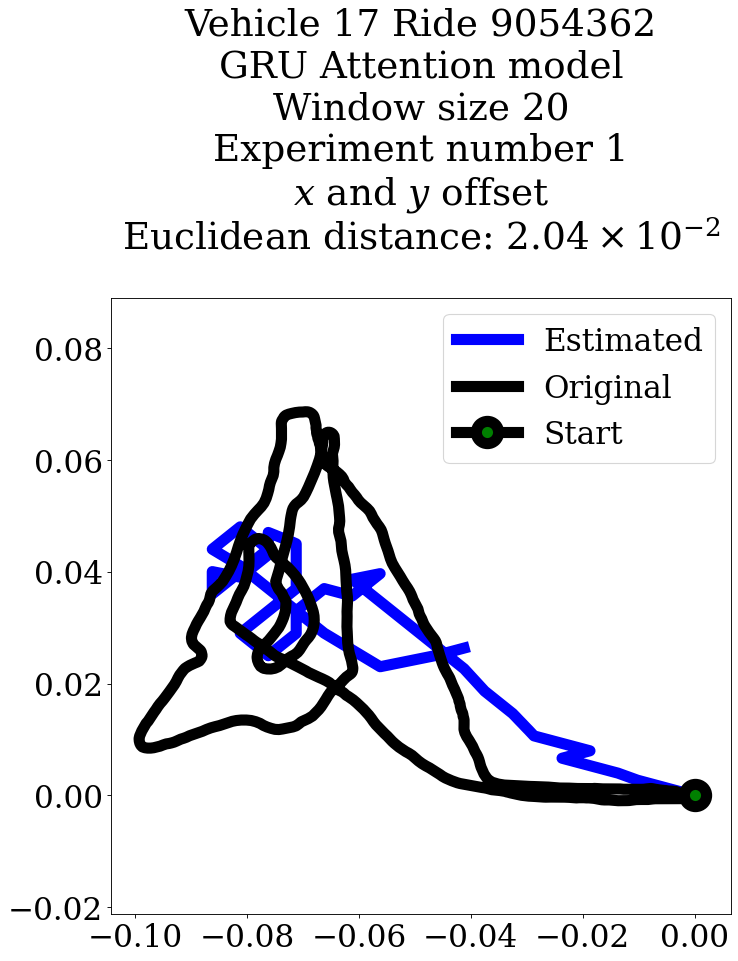 Vehicle 17 Ride 9054362
GRU Attention model
Window size 20
Experiment number 1
x and y offset
Euclidean distance: 2.04 × 10⁻²
Estimated
Original
Start
0.08
0.06
0.04
0.02
0.00
−0.02
−0.10 −0.08 −0.06 −0.04 −0.02 0.00